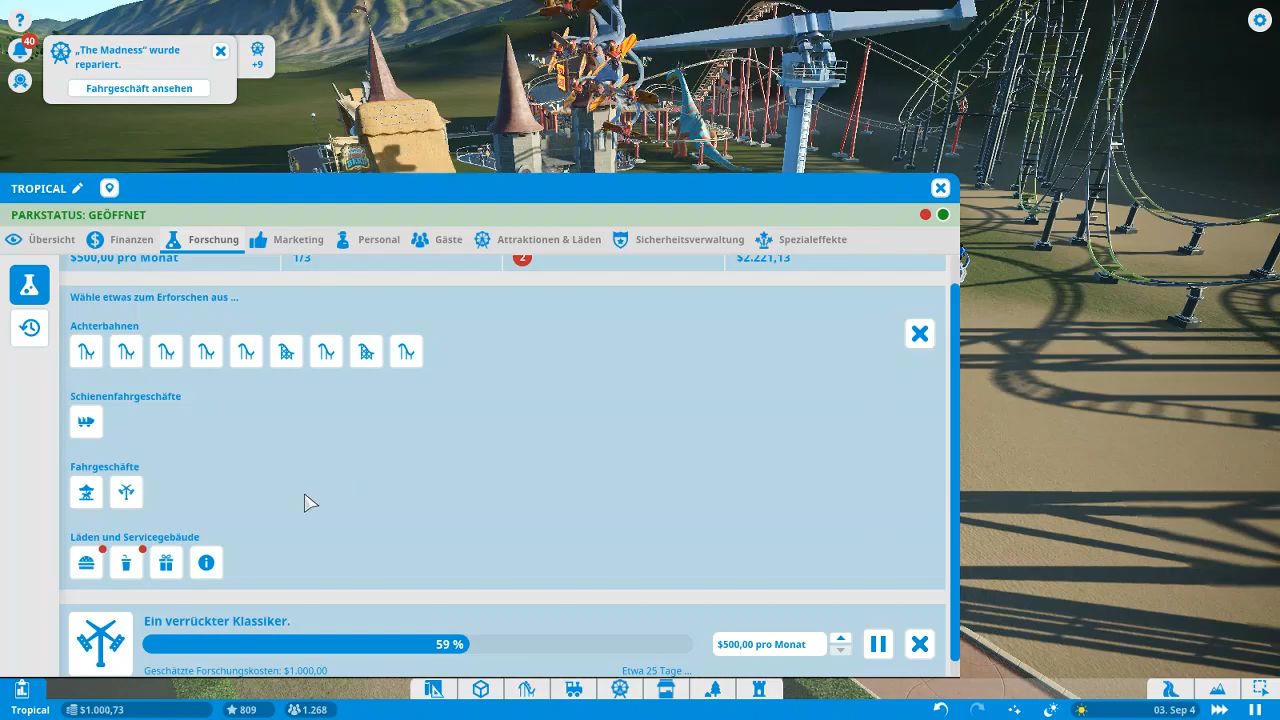 ?
40
„The Madness“ wurde
repariert.
Fahrgeschäft ansehen
+9
TROPICAL
PARKSTATUS: GEÖFFNET
Übersicht
Finanzen
Forschung
Marketing
Personal
Gäste
Attraktionen & Läden
Sicherheitsverwaltung
Spezialeffekte
$500,00 pro Monat
1/3
2
$2.221,13
Wähle etwas zum Erforschen aus ...
Achterbahnen
Schienenfahrgeschäfte
Fahrgeschäfte
Läden und Servicegebäude
Ein verrückter Klassiker.
59 %
$500,00 pro Monat
Geschätzte Forschungskosten: $1.000,00
Etwa 25 Tage ...
Tropical
$1.000,73
809
1.268
03. Sep 4